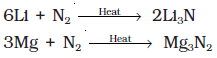 6Li + N₂ —Heat→ 2Li₃N
3Mg + N₂ —Heat→ Mg₃N₂